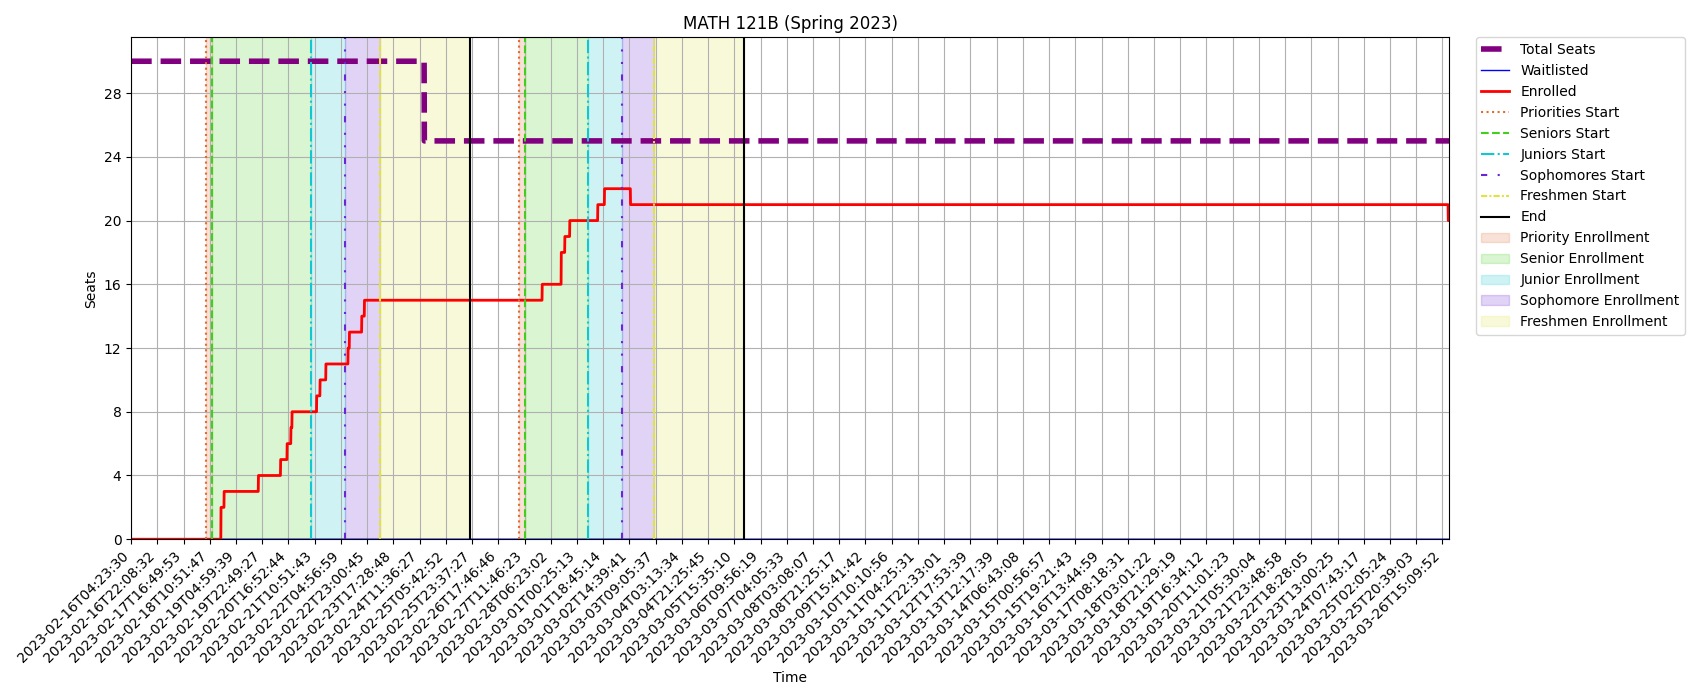 MATH 121B (Spring 2023)
Total Seats
Waitlisted
Enrolled
Priorities Start
Seniors Start
Juniors Start
Sophomores Start
Freshmen Start
End
Priority Enrollment
Senior Enrollment
Junior Enrollment
Sophomore Enrollment
Freshmen Enrollment
Seats
28
24
20
16
12
8
4
0
2023-02-16T04:23:30
2023-02-16T22:08:32
2023-02-17T16:49:53
2023-02-18T10:51:47
2023-02-19T04:59:39
2023-02-19T22:49:27
2023-02-20T16:52:44
2023-02-21T10:51:43
2023-02-22T04:56:59
2023-02-22T23:00:45
2023-02-23T17:28:48
2023-02-24T11:36:27
2023-02-25T05:42:52
2023-02-25T23:37:27
2023-02-26T17:46:46
2023-02-27T11:46:23
2023-02-28T06:23:02
2023-03-01T00:25:13
2023-03-01T18:45:14
2023-03-02T14:39:41
2023-03-03T09:05:37
2023-03-04T03:13:34
2023-03-04T21:25:45
2023-03-05T15:35:10
2023-03-06T09:56:19
2023-03-07T04:05:33
2023-03-08T03:08:07
2023-03-08T21:25:17
2023-03-09T15:41:42
2023-03-10T10:10:56
2023-03-11T04:25:31
2023-03-11T22:33:01
2023-03-12T17:53:39
2023-03-13T12:17:39
2023-03-14T06:43:08
2023-03-15T00:56:57
2023-03-15T19:21:43
2023-03-16T13:44:59
2023-03-17T08:18:31
2023-03-18T03:01:22
2023-03-18T21:29:19
2023-03-19T16:34:12
2023-03-20T11:01:23
2023-03-21T05:30:04
2023-03-21T23:48:58
2023-03-22T18:28:05
2023-03-23T13:00:25
2023-03-24T07:43:17
2023-03-25T02:05:24
2023-03-25T20:39:03
2023-03-26T15:09:52
Time